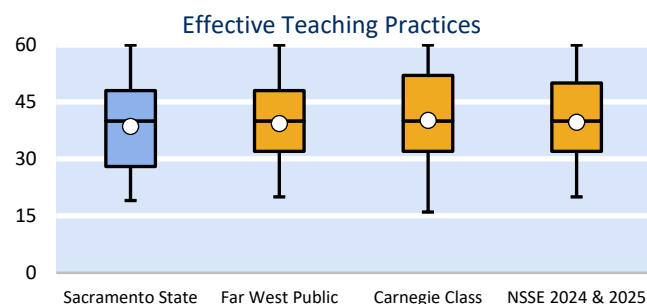 Effective Teaching Practices
60
45
30
15
0
Sacramento State Far West Public Carnegie Class NSSE 2024 & 2025